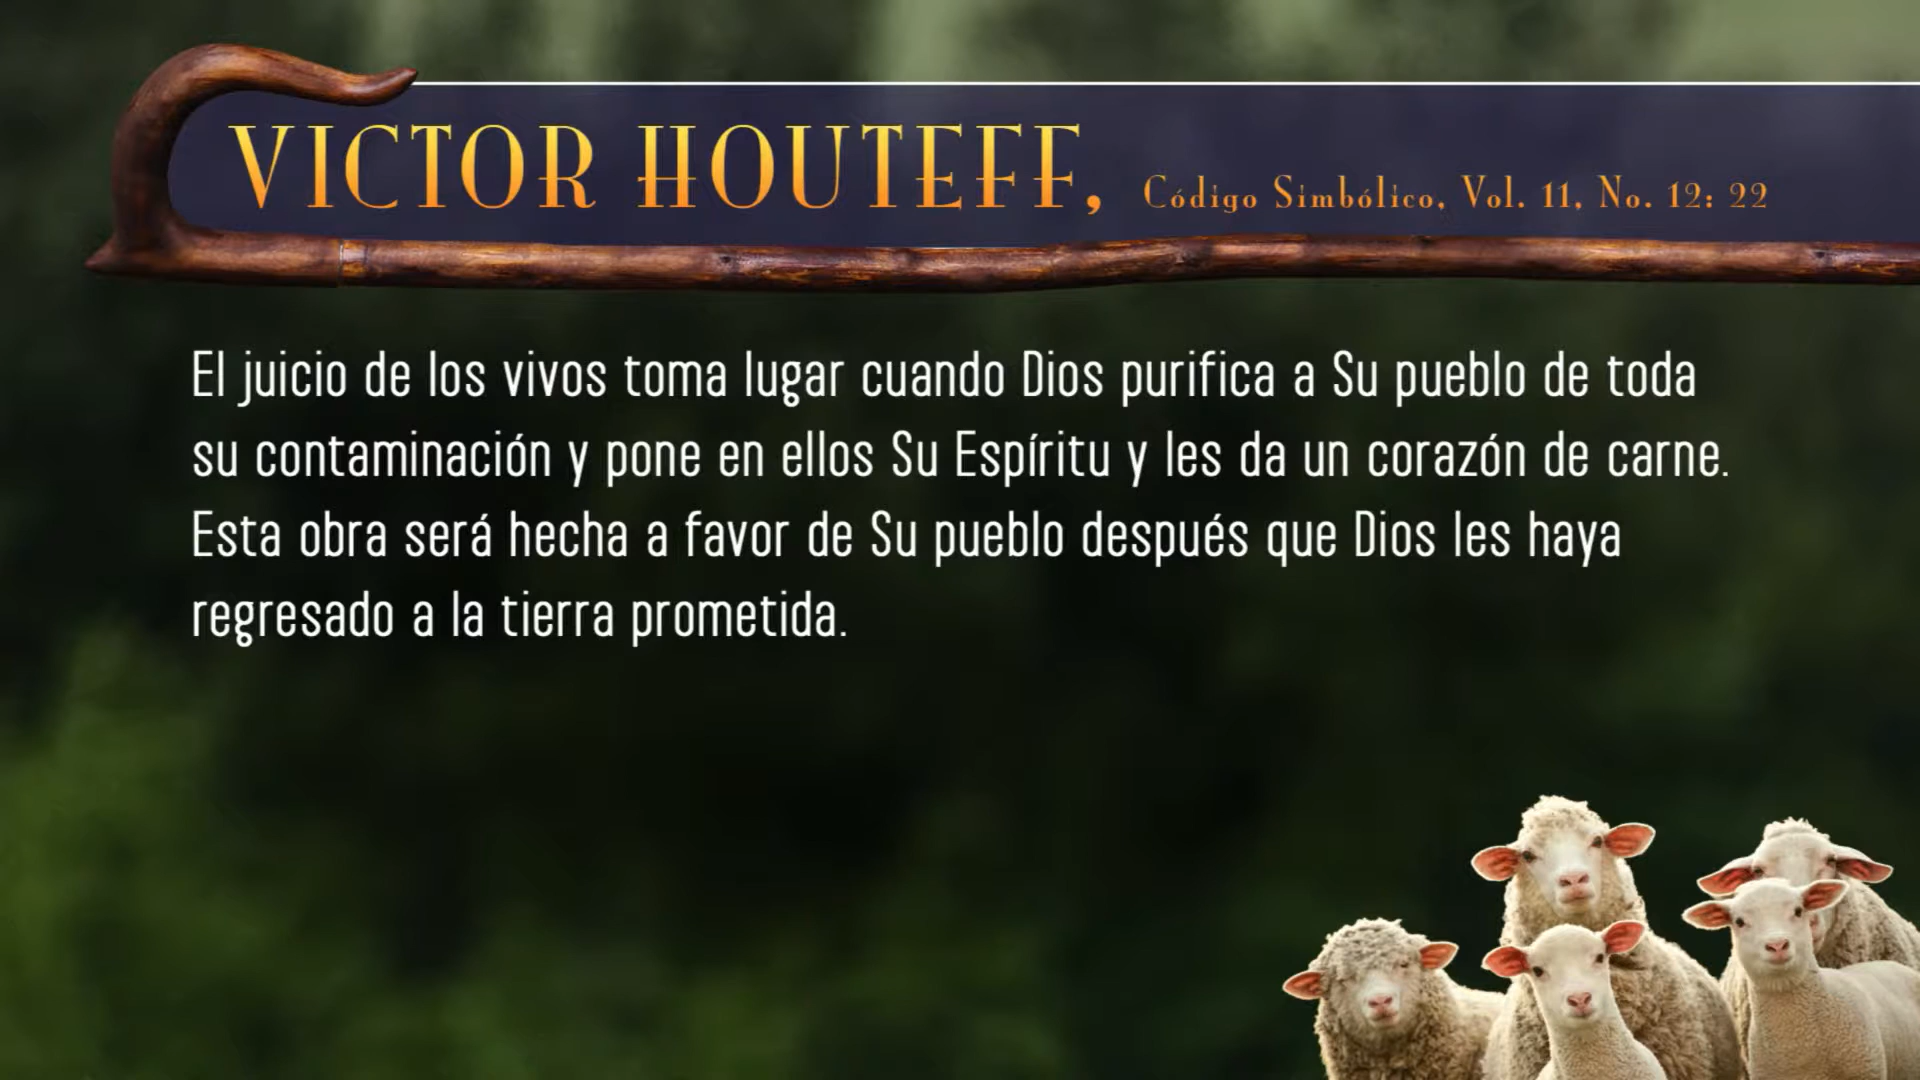 VICTOR HOUTEFF, Código Simbólico, Vol. 11, No. 12: 22
El juicio de los vivos toma lugar cuando Dios purifica a Su pueblo de toda
su contaminación y pone en ellos Su Espíritu y les da un corazón de carne.
Esta obra será hecha a favor de Su pueblo después que Dios les haya
regresado a la tierra prometida.